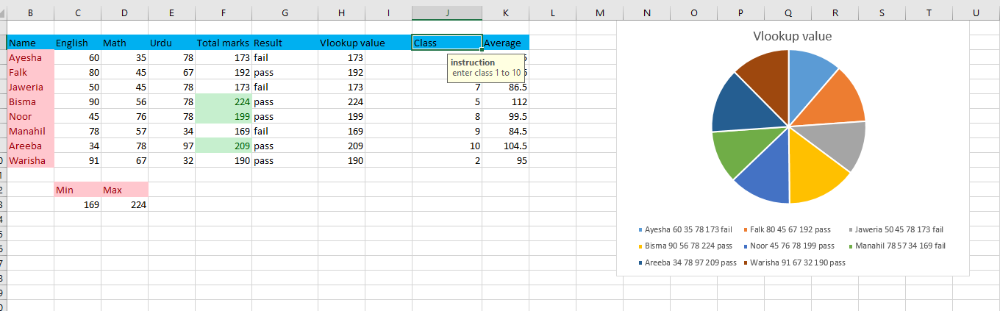 B C D E F G H I J K L M N O P Q R S T U
Name English Math Urdu Total marks Result Vlookup value Class Average
Ayesha 60 35 78 173 fail 173
Falk 80 45 67 192 pass 192
Jaweria 50 45 78 173 fail 173 7 86.5
Bisma 90 56 78 224 pass 224 5 112
Noor 45 76 78 199 pass 199 8 99.5
Manahil 78 57 34 169 fail 169 9 84.5
Areeba 34 78 97 209 pass 209 10 104.5
Warisha 91 67 32 190 pass 190 2 95
Min Max
169 224
instruction
enter class 1 to 10
Vlookup value
Ayesha 60 35 78 173 fail Falk 80 45 67 192 pass Jaweria 50 45 78 173 fail
Bisma 90 56 78 224 pass Noor 45 76 78 199 pass Manahil 78 57 34 169 fail
Areeba 34 78 97 209 pass Warisha 91 67 32 190 pass